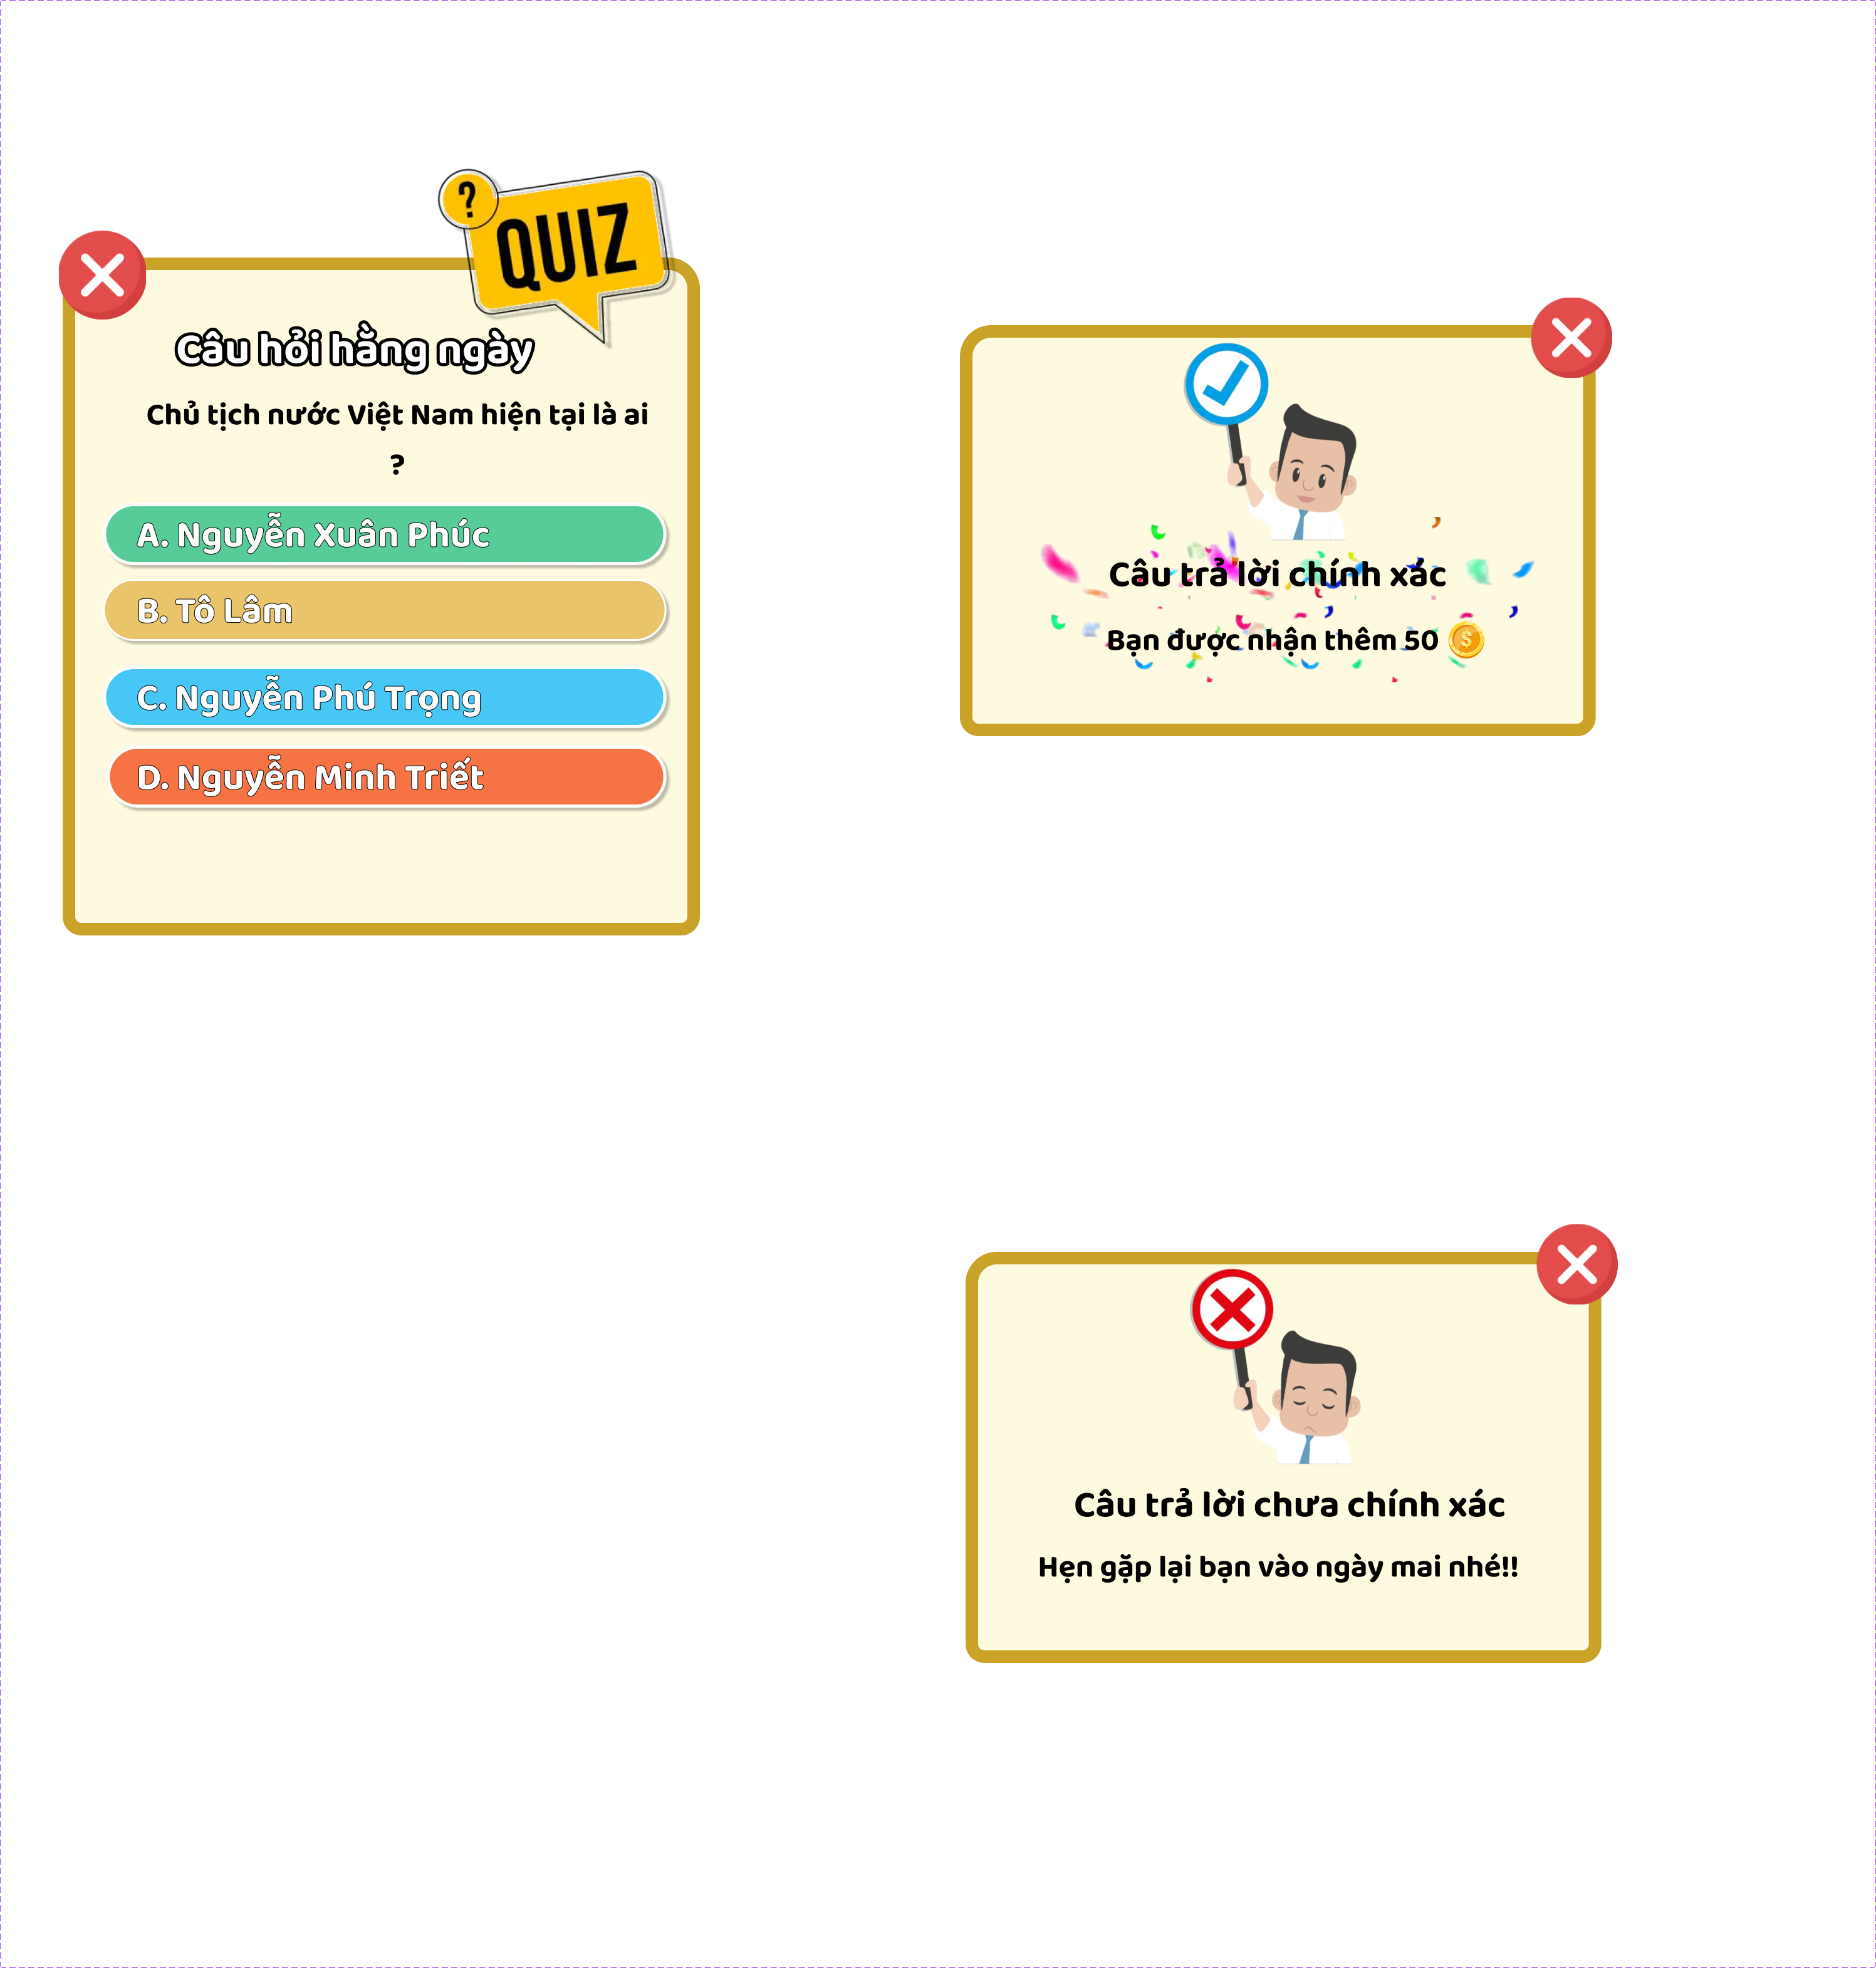 ?
QUIZ
Câu hỏi hằng ngày
Chủ tịch nước Việt Nam hiện tại là ai
?
A. Nguyễn Xuân Phúc
B. Tô Lâm
C. Nguyễn Phú Trọng
D. Nguyễn Minh Triết
Câu trả lời chính xác
Bạn được nhận thêm 50 $
Câu trả lời chưa chính xác
Hẹn gặp lại bạn vào ngày mai nhé!!